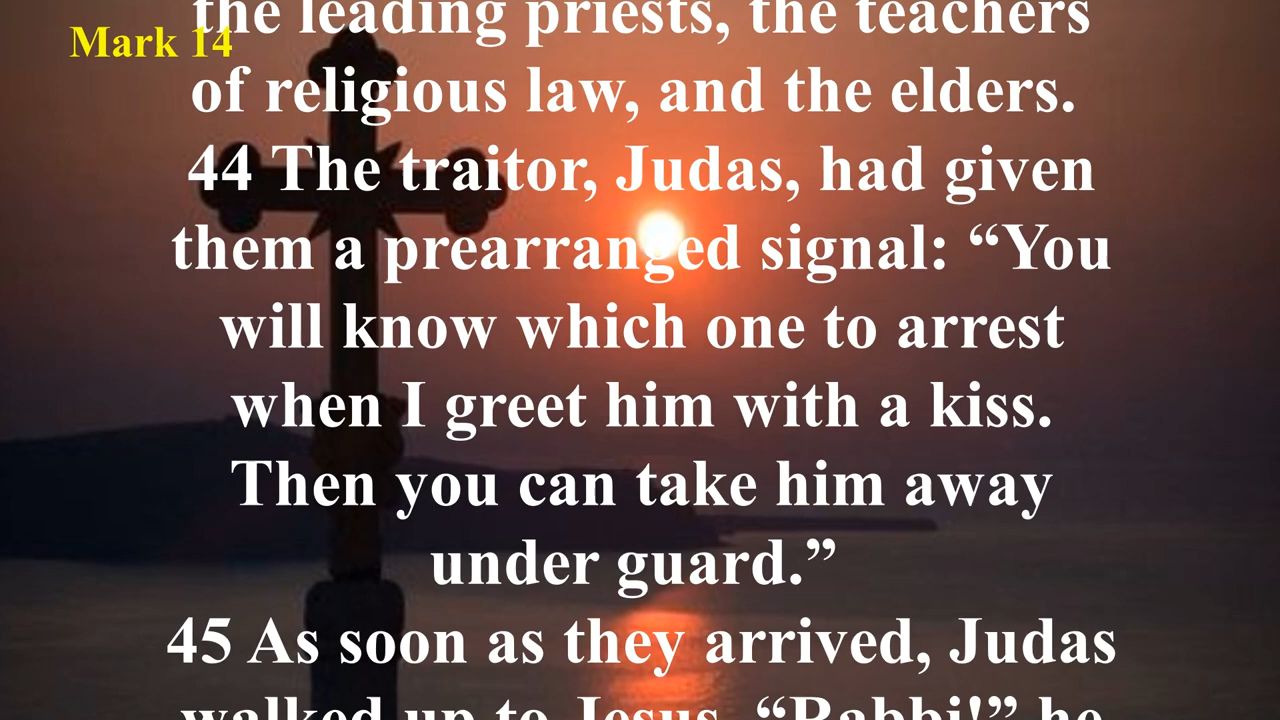 Mark 14
the leading priests, the teachers
of religious law, and the elders.
44 The traitor, Judas, had given
them a prearranged signal: “You
will know which one to arrest
when I greet him with a kiss.
Then you can take him away
under guard.”
45 As soon as they arrived, Judas
walked up to Jesus. “Rabbi!” he